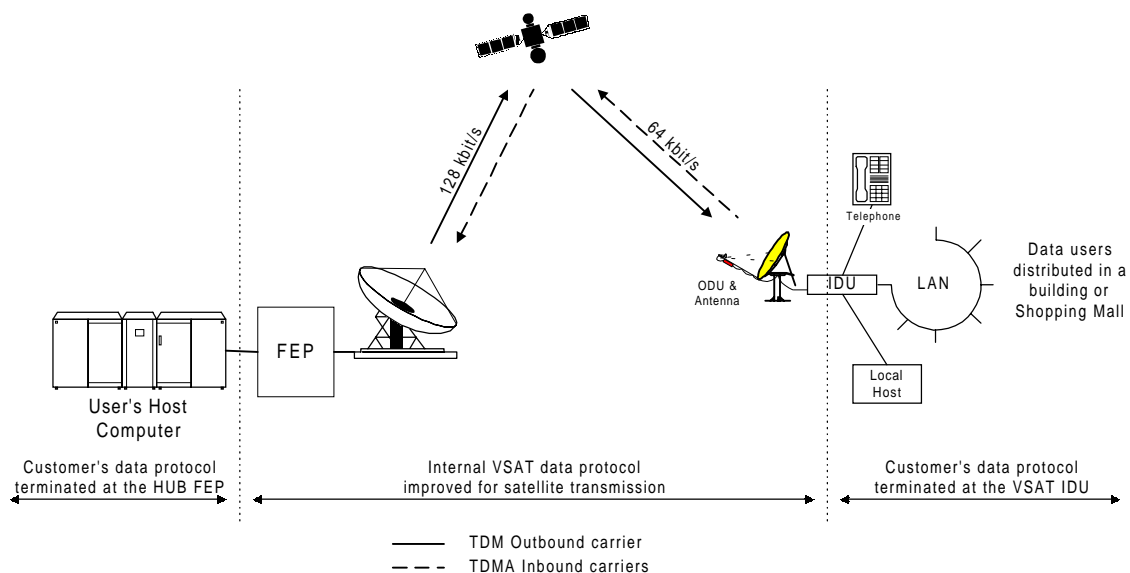 128 kbit/s
64 kbit/s
Telephone
ODU &
Antenna
IDU
LAN
Data users
distributed in a
building or
Shopping Mall
FEP
Local
Host
User's Host
Computer
Customer's data protocol
terminated at the HUB FEP
Internal VSAT data protocol
improved for satellite transmission
Customer's data protocol
terminated at the VSAT IDU
TDM Outbound carrier
TDMA Inbound carriers